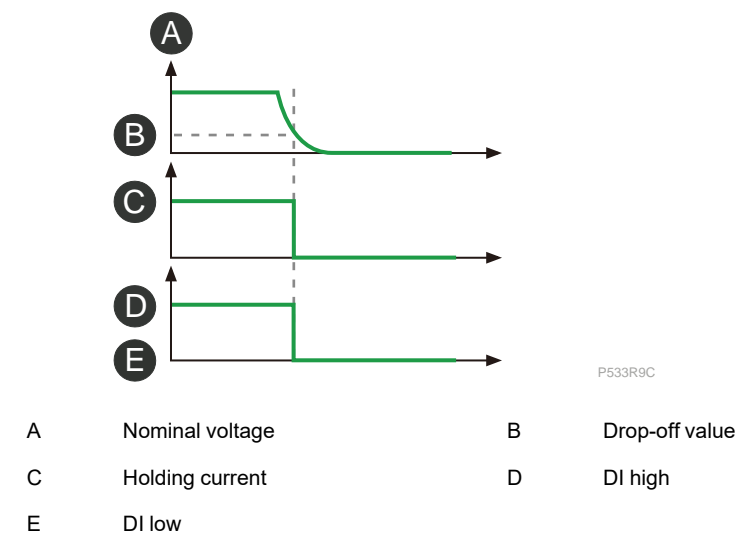 A
B
C
D
E
P533R9C
A Nominal voltage B Drop-off value
C Holding current D DI high
E DI low